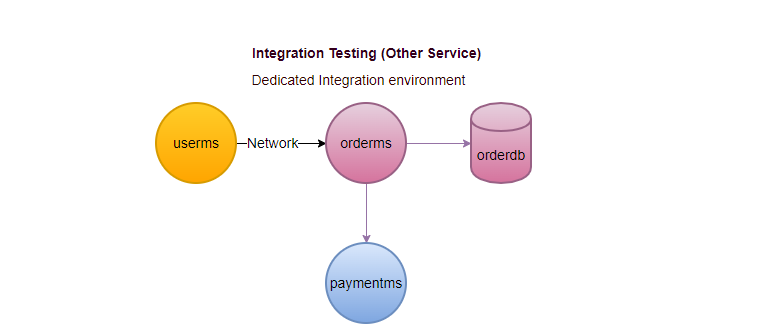 Integration Testing (Other Service)
Dedicated Integration environment
userms
Network
orderms
orderdb
paymentms